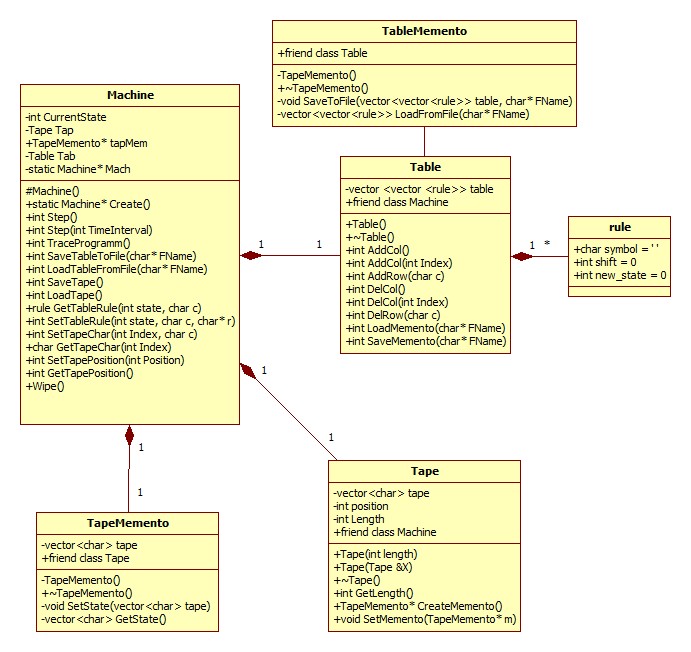 TableMemento
+friend class Table
-TapeMemento()
+~TapeMemento()
-void SaveToFile(vector<vector<rule>> table, char* FName)
-vector<vector<rule>> LoadFromFile(char* FName)
Machine
-int CurrentState
-Tape Tap
+TapeMemento* tapMem
-Table Tab
-static Machine* Mach
#Machine()
+static Machine* Create()
+int Step()
+int Step(int TimeInterval)
+int TraceProgramm()
+int SaveTableToFile(char* FName)
+int LoadTableFromFile(char* FName)
+int SaveTape()
+int LoadTape()
+rule GetTableRule(int state, char c)
+int SetTableRule(int state, char c, char* r)
+int SetTapeChar(int Index, char c)
+char GetTapeChar(int Index)
+int SetTapePosition(int Position)
+int GetTapePosition()
+Wipe()
1
1
Table
-vector <vector <rule>> table
+friend class Machine
+Table()
+~Table()
+int AddCol()
+int AddCol(int Index)
+int AddRow(char c)
+int DelCol()
+int DelCol(int Index)
+int DelRow(char c)
+int LoadMemento(char* FName)
+int SaveMemento(char* FName)
1
*
rule
+char symbol = ' '
+int shift = 0
+int new_state = 0
1
1
1
1
Tape
-vector<char> tape
-int position
-int Length
+friend class Machine
+Tape(int length)
+Tape(Tape &X)
+~Tape()
+int GetLength()
+TapeMemento* CreateMemento()
+void SetMemento(TapeMemento* m)
TapeMemento
-vector<char> tape
+friend class Tape
-TapeMemento()
+~TapeMemento()
-void SetState(vector<char> tape)
-vector<char> GetState()